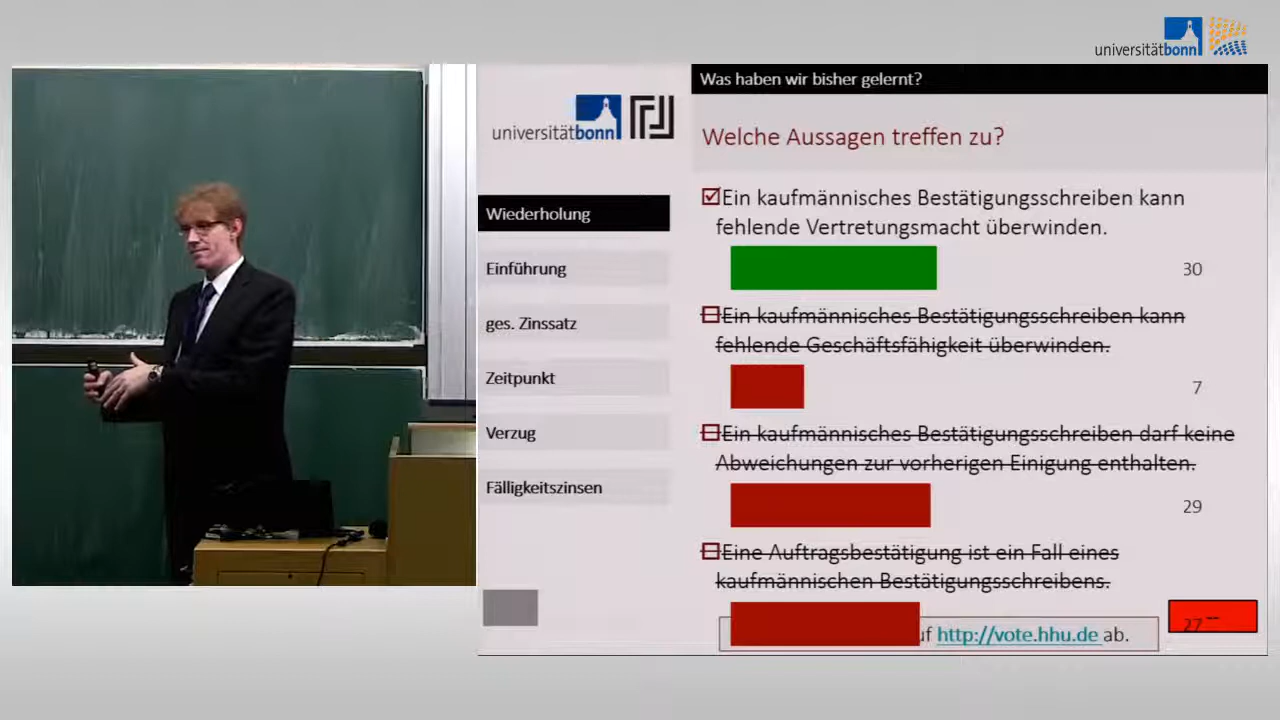 universitätbonn
Was haben wir bisher gelernt?
universitätbonn
Welche Aussagen treffen zu?
Wiederholung
Einführung
ges. Zinssatz
Zeitpunkt
Verzug
Fälligkeitszinsen
Ein kaufmännisches Bestätigungsschreiben kann
fehlende Vertretungsmacht überwinden.
30
Ein kaufmännisches Bestätigungsschreiben kann
fehlende Geschäftsfähigkeit überwinden.
7
Ein kaufmännisches Bestätigungsschreiben darf keine
Abweichungen zur vorherigen Einigung enthalten.
29
Eine Auftragsbestätigung ist ein Fall eines
kaufmännischen Bestätigungsschreibens.
27
http://vote.hhu.de ab.